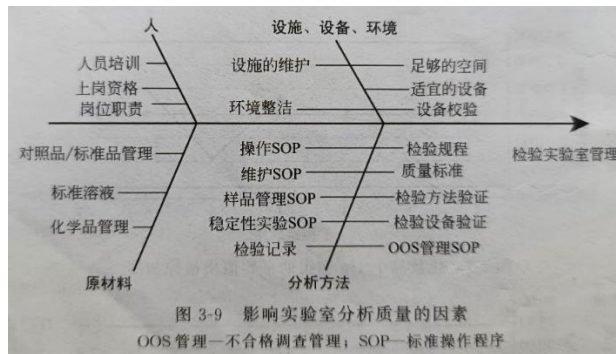 人
设施、设备、环境
人员培训
设施的维护
足够的空间
上岗资格
适宜的设备
岗位职责
环境整洁
设备校验
对照品/标准品管理
操作SOP
检验规程
检验实验室管理
维护SOP
质量标准
标准溶液
样品管理SOP
检验方法验证
化学品管理
稳定性实验SOP
检验设备验证
检验记录
OOS管理SOP
原材料
分析方法
图 3-9 影响实验室分析质量的因素
OOS 管理—不合格调查管理；SOP—标准操作程序